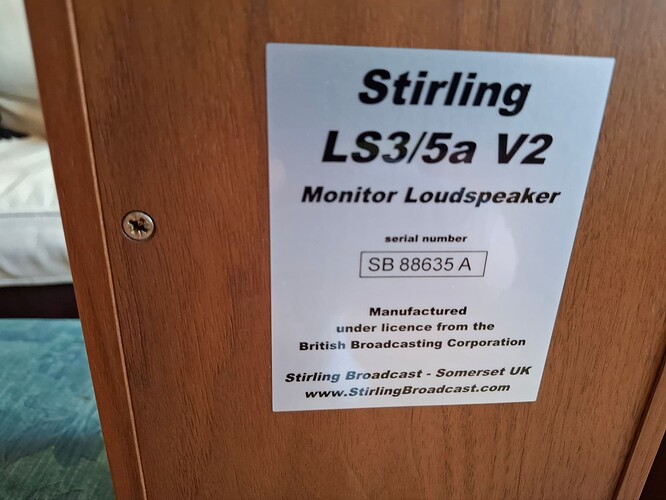 Stirling
LS3/5a V2
Monitor Loudspeaker
serial number
SB 88635 A
Manufactured
under licence from the
British Broadcasting Corporation
Stirling Broadcast - Somerset UK
www.StirlingBroadcast.com